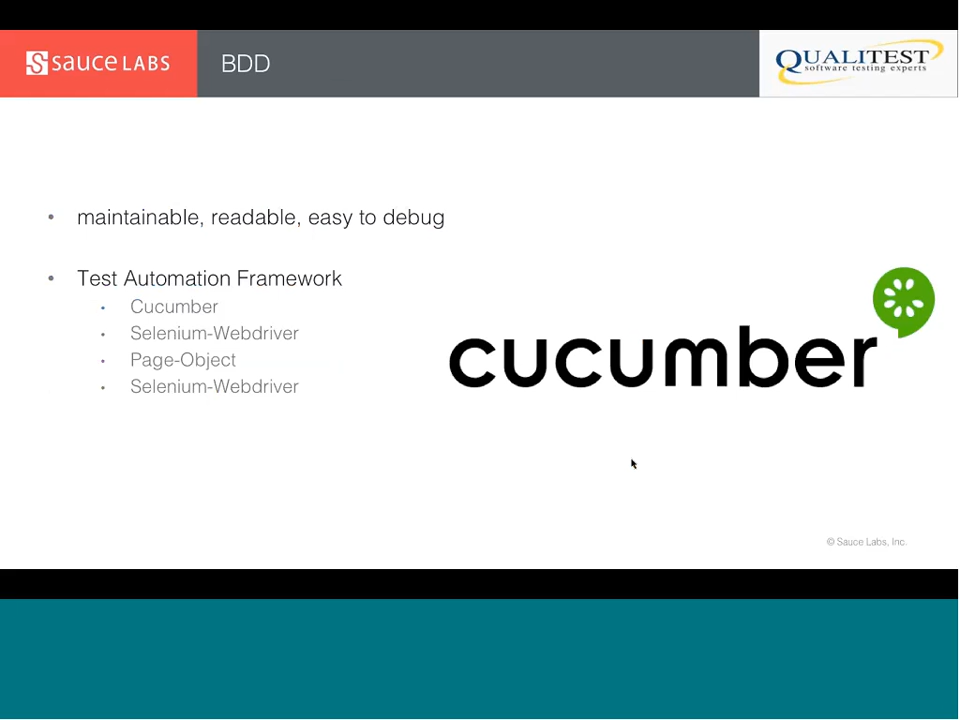 sauce LABS
BDD
QUALITEST
software testing experts
• maintainable, readable, easy to debug
• Test Automation Framework
• Cucumber
• Selenium-Webdriver
• Page-Object
• Selenium-Webdriver
cucumber
© Sauce Labs, Inc.